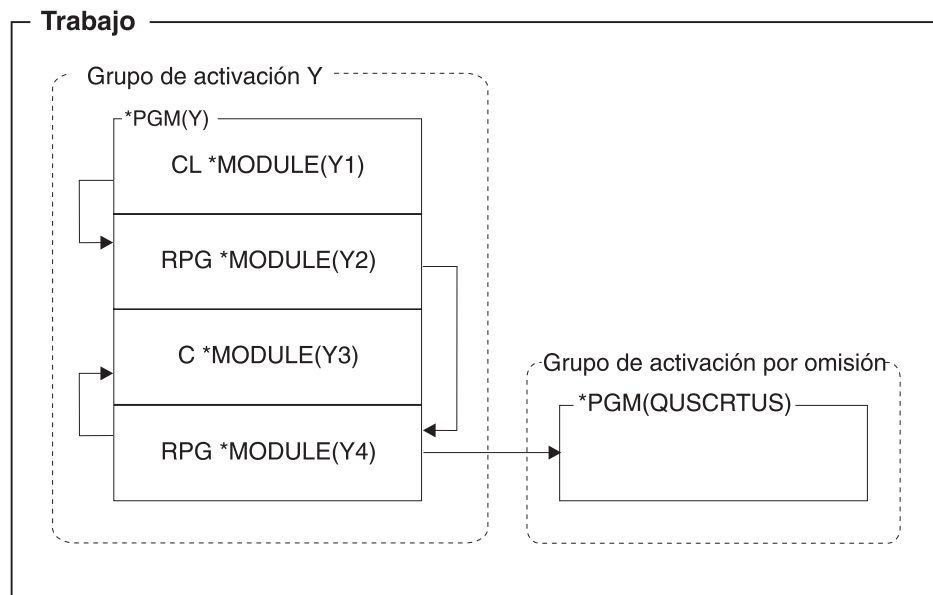 Trabajo
Grupo de activación Y
*PGM(Y)
CL *MODULE(Y1)
RPG *MODULE(Y2)
C *MODULE(Y3)
RPG *MODULE(Y4)
Grupo de activación por omisión
*PGM(QUSCRTUS)